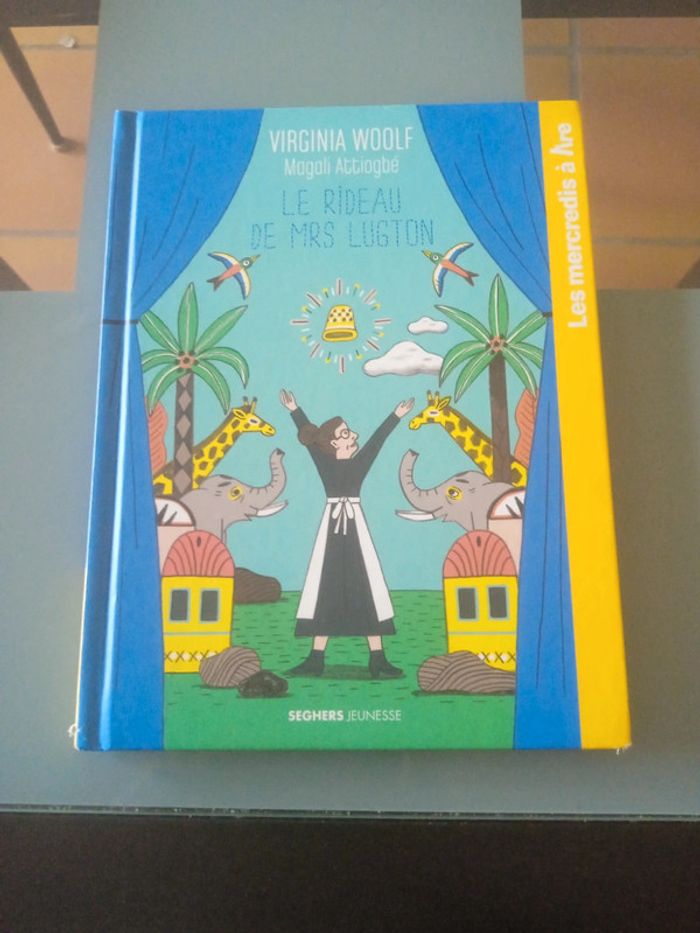 VIRGINIA WOOLF
Magali Attiogbé
LE RIDEAU
DE MRS LUGTON
Les mercredis à lire
SEGHERS JEUNESSE